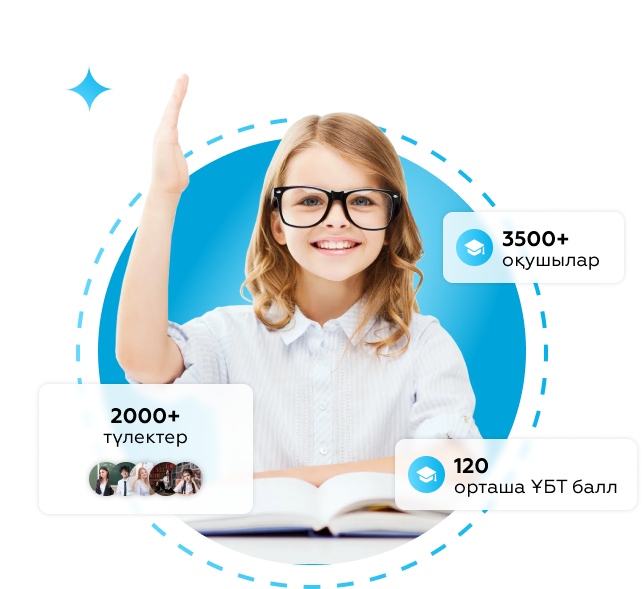 3500+
оқушылар
2000+
түлектер
120
орташа ҰБТ балл